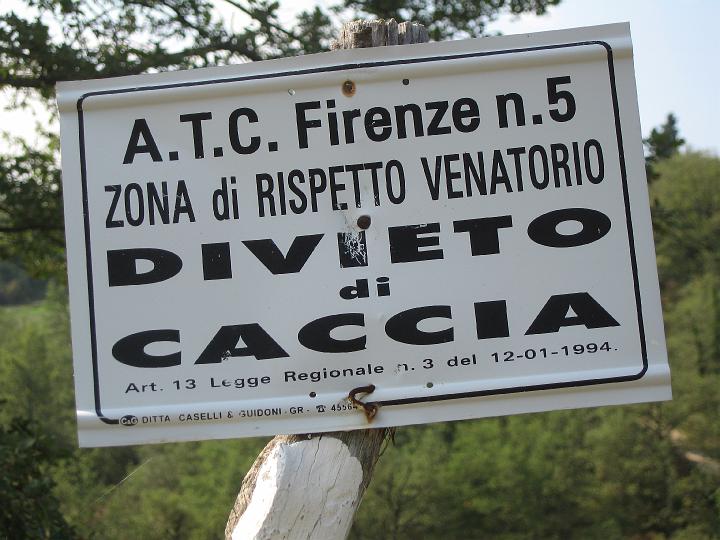 A.T.C. Firenze n.5
ZONA di RISPETTO VENATORIO
DIVIETO
di
CACCIA
Art. 13 Legge Regionale n. 3 del 12-01-1994.
C&G DITTA CASELLI & GUIDONI - GR - ☎ 45564